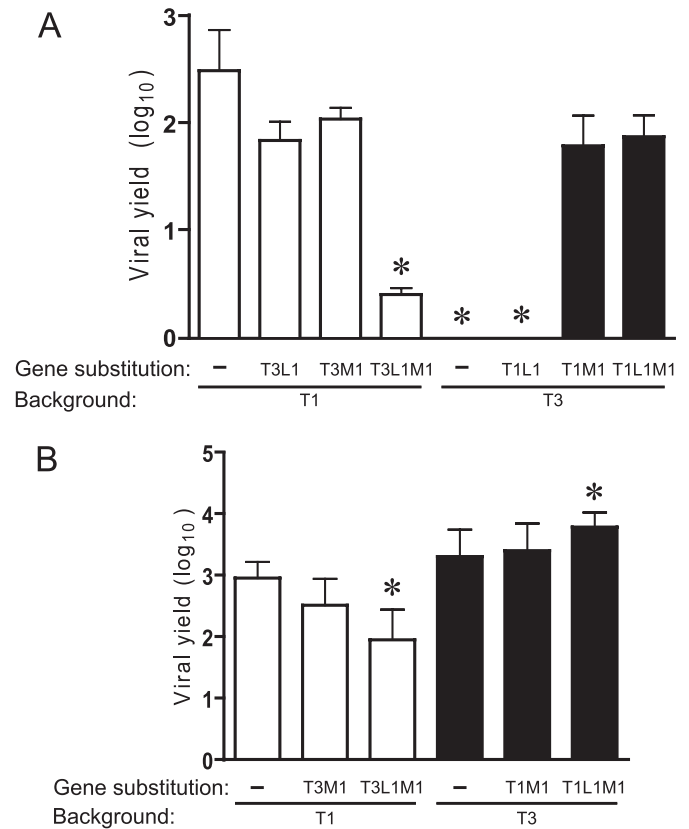 A
Viral yield (log10)
3
2
1
0
*
*
*
Gene substitution: – T3L1 T3M1 T3L1M1 – T1L1 T1M1 T1L1M1
Background: T1 T3
B
Viral yield (log10)
5
4
3
2
1
0
*
*
Gene substitution: – T3M1 T3L1M1 – T1M1 T1L1M1
Background: T1 T3